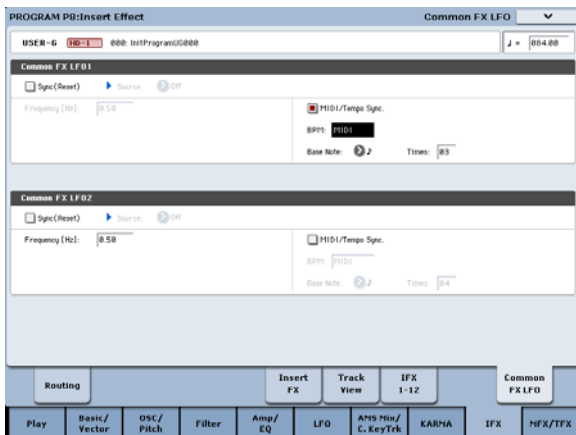 PROGRAM P8:Insert Effect Common FX LFO
USER-G HD-1 000: InitProgramUG000 ♩ = 084.00
Common FX LFO1
Sync(Reset) Source: Off
Frequency [Hz]: 0.50 MIDI/Tempo Sync.
BPM: MIDI
Base Note: ♪ Times: 03
Common FX LFO2
Sync(Reset) Source: Off
Frequency [Hz]: 0.50 MIDI/Tempo Sync.
BPM: MIDI
Base Note: ♪ Times: 04
Routing Insert FX Track View IFX 1-12 Common FX LFO
Play Basic/Vector OSC/Pitch Filter Amp/EQ LFO AMS Mix/C.KeyTrk KARMA IFX MFX/TFX